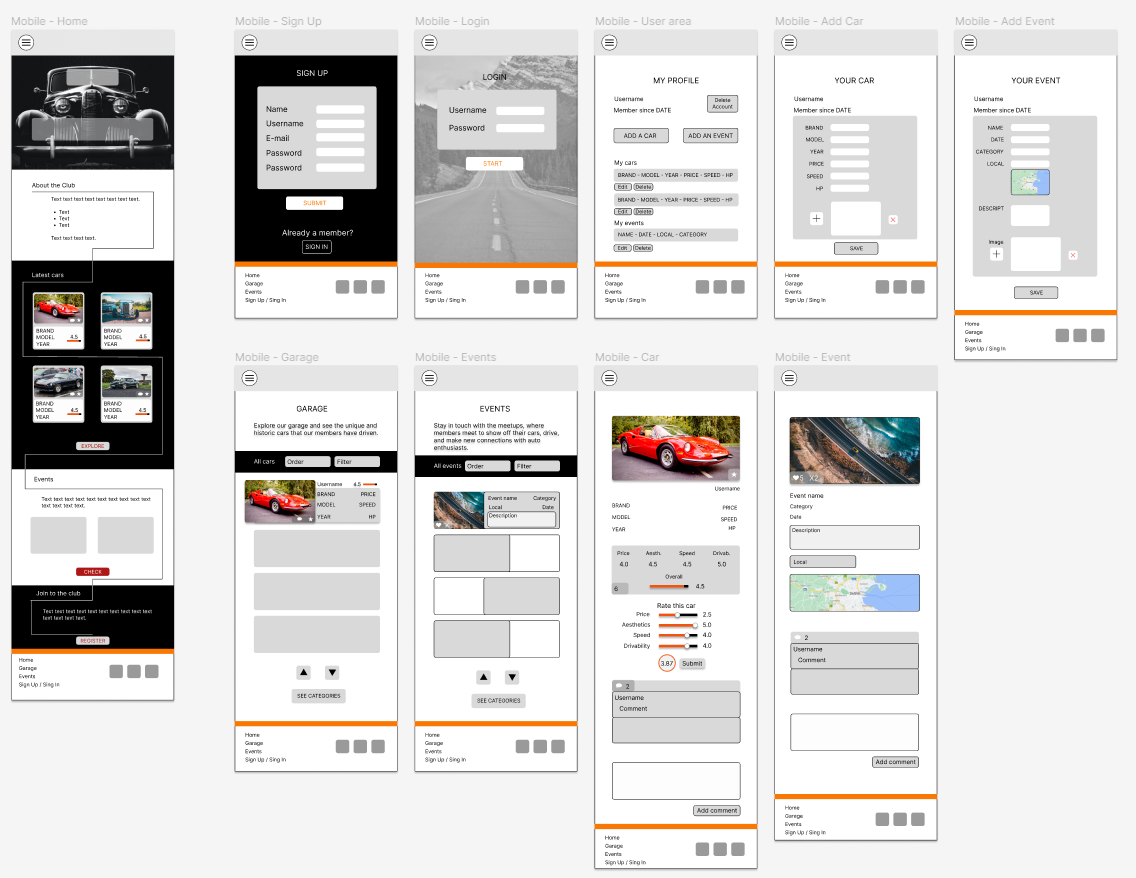 Mobile - Home
About the Club
Text text text text text text text.
Text
Text
Text
Text text text text.
Latest cars
BRAND
MODEL
YEAR
4.5
BRAND
MODEL
YEAR
4.5
BRAND
MODEL
YEAR
4.5
BRAND
MODEL
YEAR
4.5
EXPLORE
Events
Text text text text text text text text text
text text text text.
CHECK
Join to the club
Text text text text text text text text text
text text text text.
REGISTER
Home
Garage
Events
Sign Up / Sing In
Mobile - Sign Up
SIGN UP
Name
Username
E-mail
Password
Password
SUBMIT
Already a member?
SIGN IN
Home
Garage
Events
Sign Up / Sing In
Mobile - Login
LOGIN
Username
Password
START
Home
Garage
Events
Sign Up / Sing In
Mobile - User area
MY PROFILE
Username
Member since DATE
Delete
Account
ADD A CAR
ADD AN EVENT
My cars
BRAND - MODEL - YEAR - PRICE - SPEED - HP
Edit
Delete
BRAND - MODEL - YEAR - PRICE - SPEED - HP
Edit
Delete
My events
NAME - DATE - LOCAL - CATEGORY
Edit
Delete
Home
Garage
Events
Sign Up / Sing In
Mobile - Add Car
YOUR CAR
Username
Member since DATE
BRAND
MODEL
YEAR
PRICE
SPEED
HP
SAVE
Home
Garage
Events
Sign Up / Sing In
Mobile - Add Event
YOUR EVENT
Username
Member since DATE
NAME
DATE
CATEGORY
LOCAL
DESCRIPT
Image
SAVE
Home
Garage
Events
Sign Up / Sing In
Mobile - Garage
GARAGE
Explore our garage and see the unique and
historic cars that our members have driven.
All cars
Order
Filter
Username
4.5
BRAND
PRICE
MODEL
SPEED
YEAR
HP
SEE CATEGORIES
Home
Garage
Events
Sign Up / Sing In
Mobile - Events
EVENTS
Stay in touch with the meetups, where
members meet to show off their cars, drive,
and make new connections with auto
enthusiasts.
All events
Order
Filter
Event name
Category
Local
Date
Description
SEE CATEGORIES
Home
Garage
Events
Sign Up / Sing In
Mobile - Car
Username
BRAND
PRICE
MODEL
SPEED
YEAR
HP
Price
Aesth.
Speed
Drivab.
4.0
4.5
4.5
5.0
Overall
6
4.5
Rate this car
Price
2.5
Aesthetics
5.0
Speed
4.0
Drivability
4.0
3.87
Submit
2
Username
Comment
Add comment
Home
Garage
Events
Sign Up / Sing In
Mobile - Event
5
X2
Event name
Category
Date
Description
Local
2
Username
Comment
Add comment
Home
Garage
Events
Sign Up / Sing In